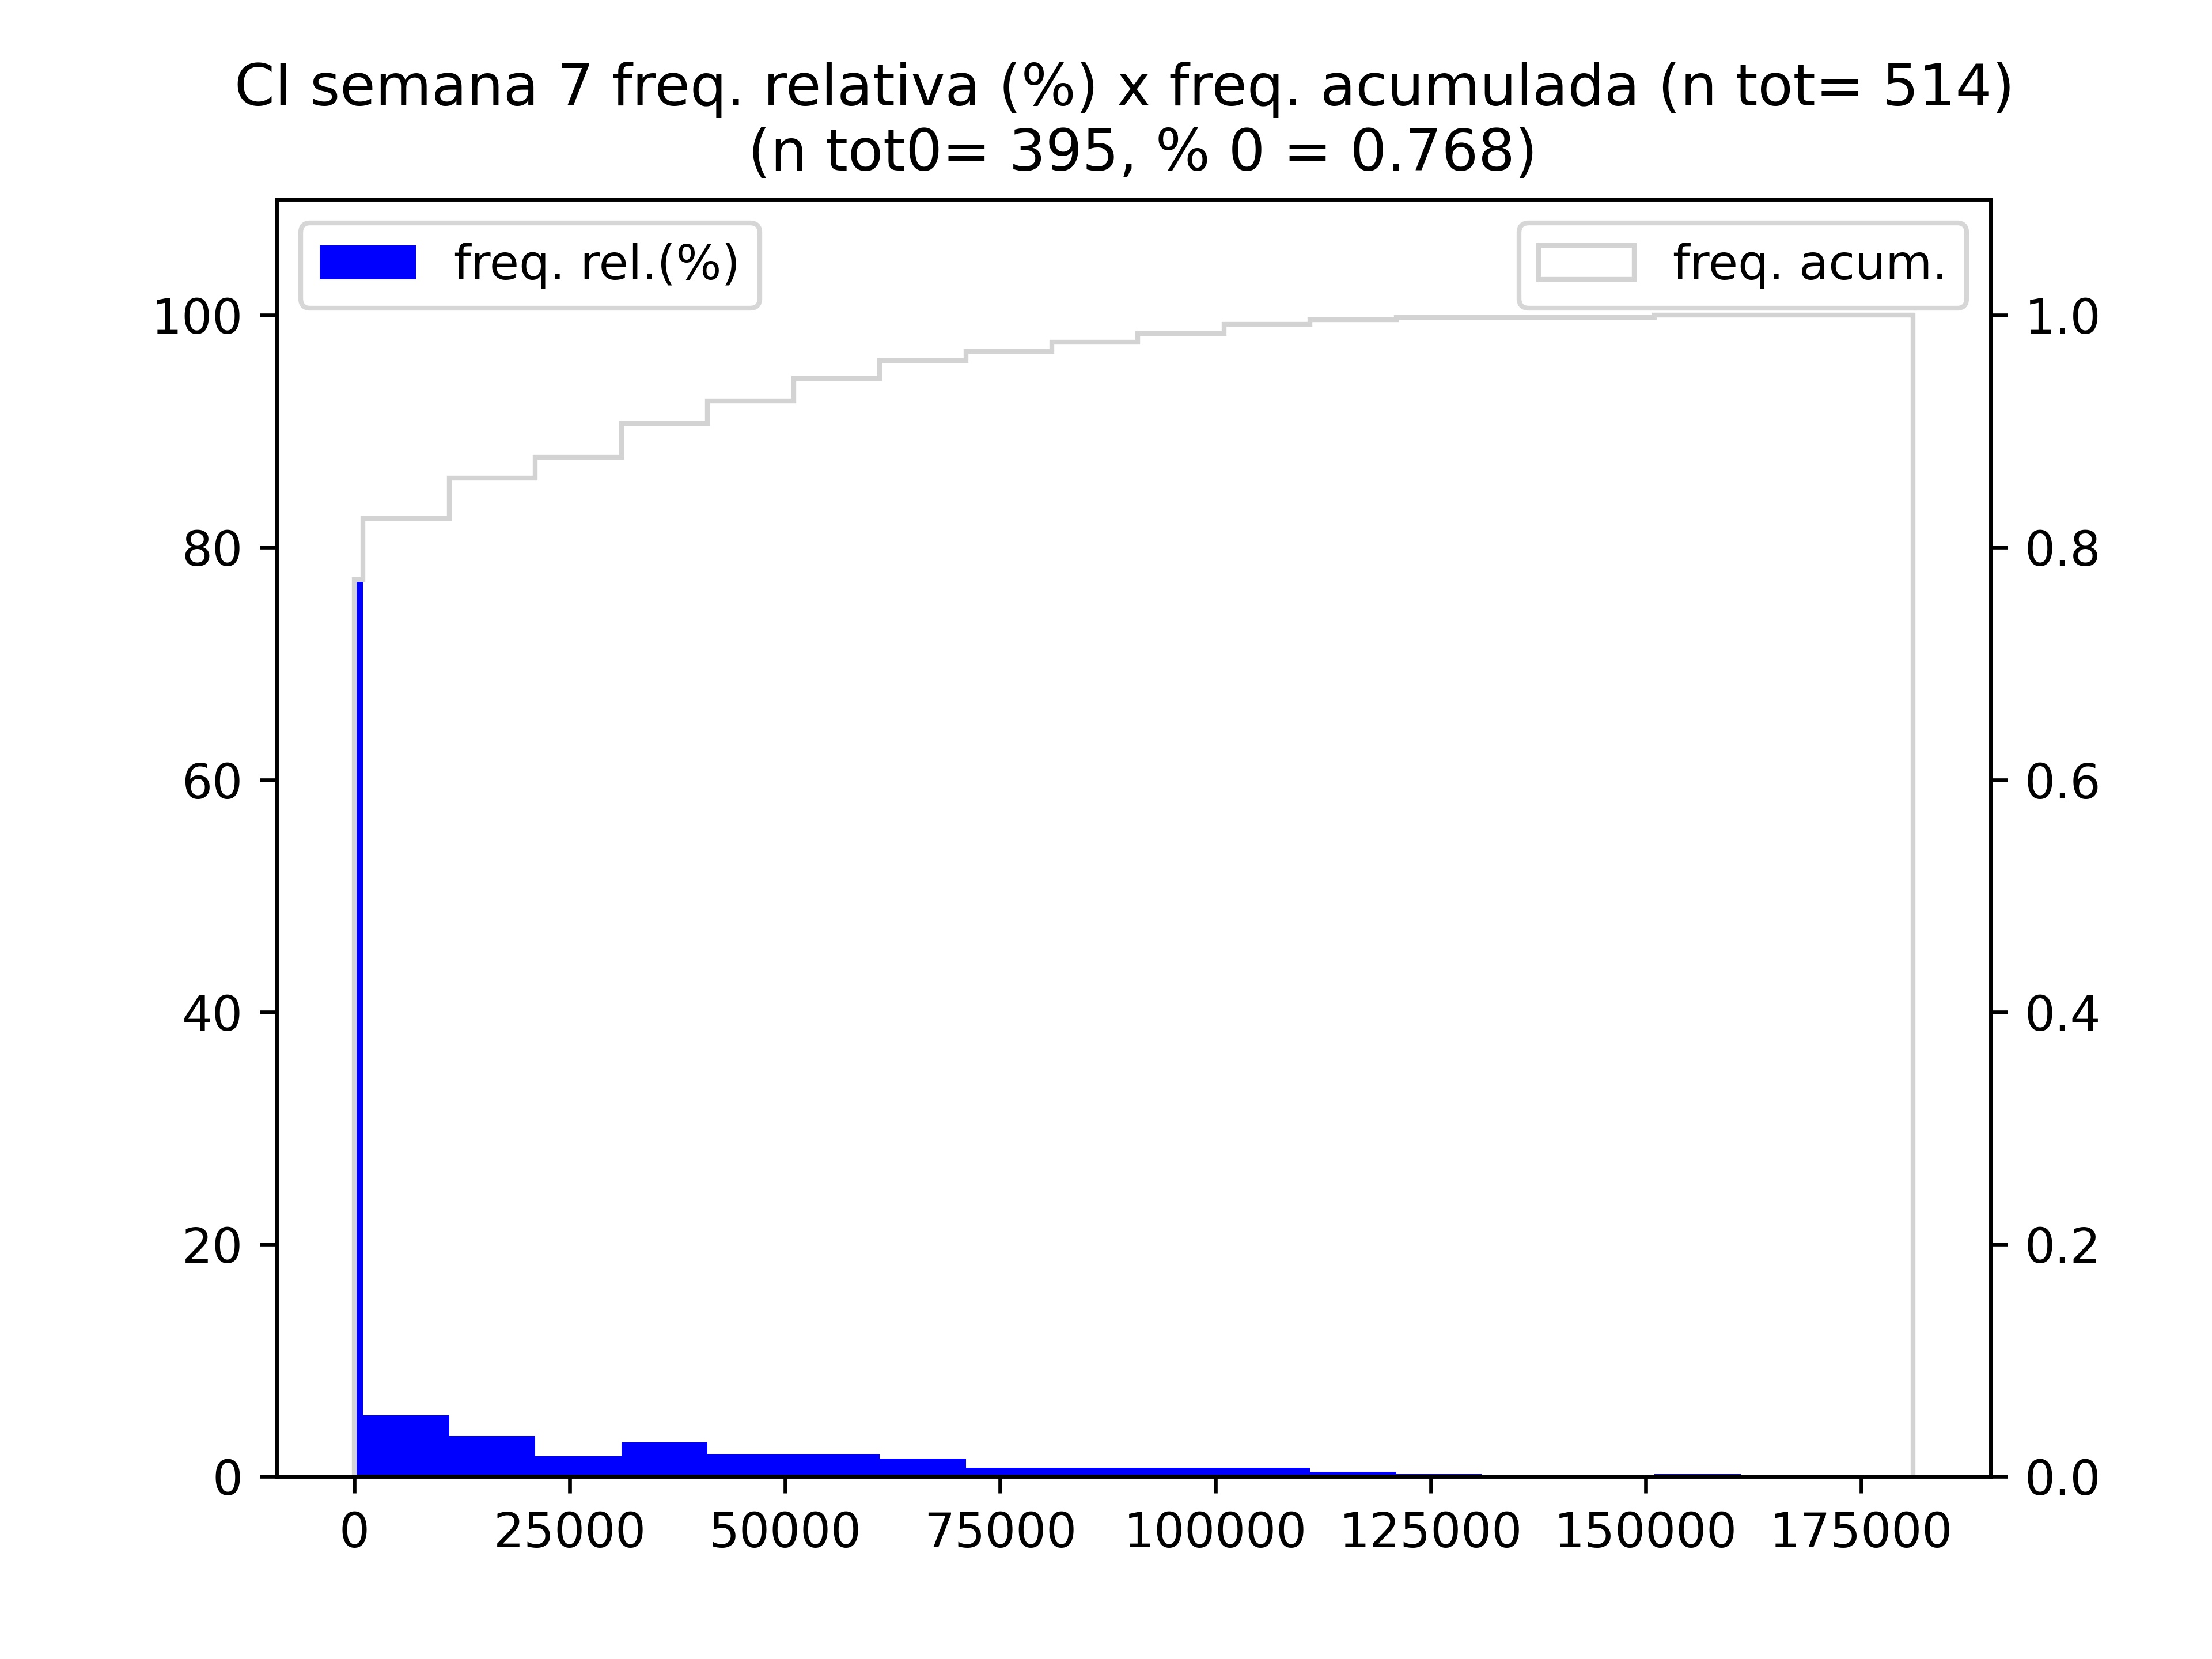 CI semana 7 freq. relativa (%) x freq. acumulada (n tot= 514)
(n tot0= 395, % 0 = 0.768)
freq. rel.(%)
freq. acum.
100
80
60
40
20
0
1.0
0.8
0.6
0.4
0.2
0.0
0 25000 50000 75000 100000 125000 150000 175000